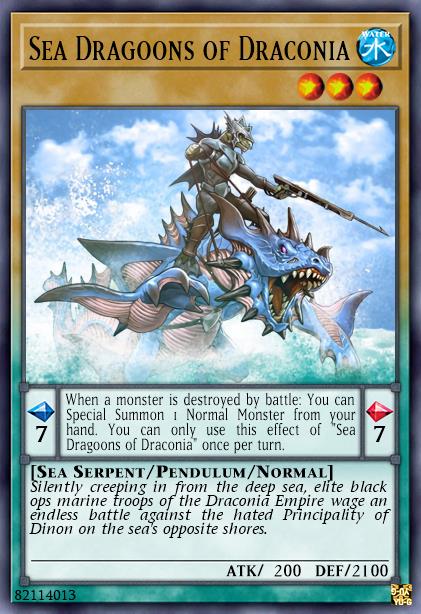 Sea Dragoons of Draconia
WATER
水
When a monster is destroyed by battle: You can
Special Summon 1 Normal Monster from your
hand. You can only use this effect of "Sea
Dragoons of Draconia" once per turn.
7
7
[Sea Serpent/Pendulum/Normal]
Silently creeping in from the deep sea, elite black
ops marine troops of the Draconia Empire wage an
endless battle against the hated Principality of
Dinon on the sea's opposite shores.
ATK/ 200 DEF/2100
82114013